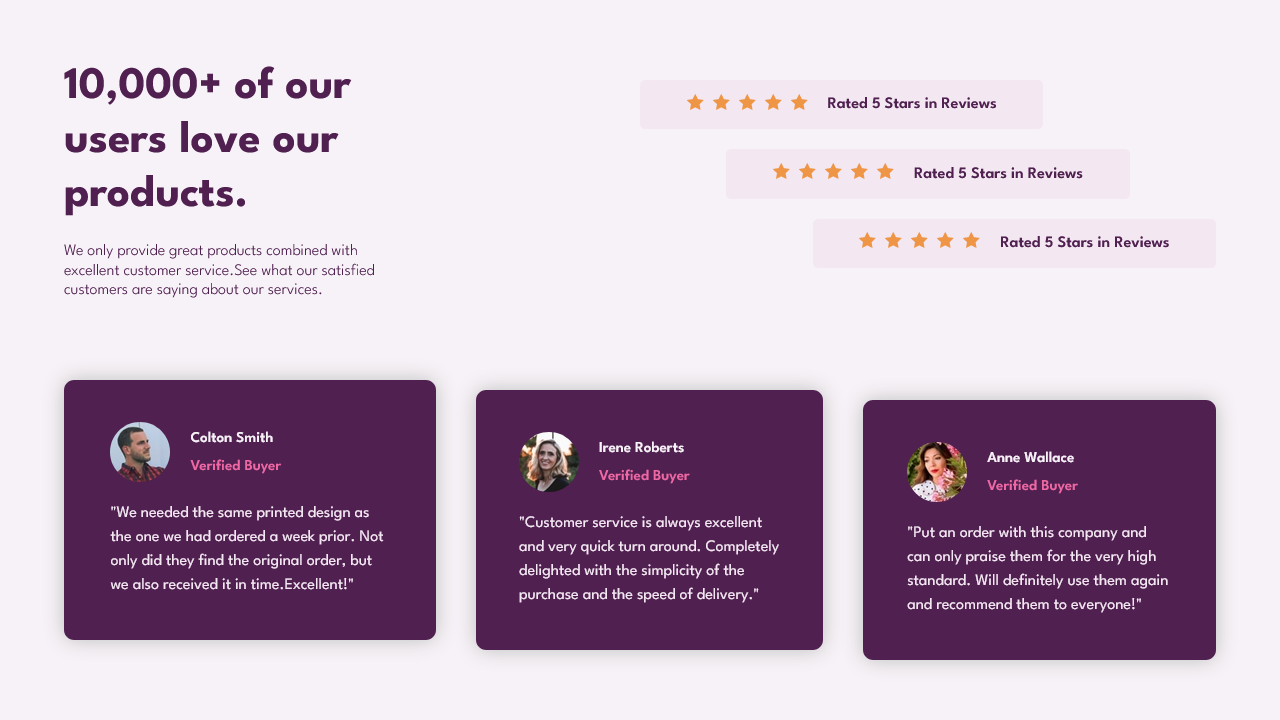 10,000+ of our
users love our
products.
We only provide great products combined with
excellent customer service.See what our satisfied
customers are saying about our services.
Rated 5 Stars in Reviews
Rated 5 Stars in Reviews
Rated 5 Stars in Reviews
Colton Smith
Verified Buyer
"We needed the same printed design as
the one we had ordered a week prior. Not
only did they find the original order, but
we also received it in time.Excellent!"
Irene Roberts
Verified Buyer
"Customer service is always excellent
and very quick turn around. Completely
delighted with the simplicity of the
purchase and the speed of delivery."
Anne Wallace
Verified Buyer
"Put an order with this company and
can only praise them for the very high
standard. Will definitely use them again
and recommend them to everyone!"